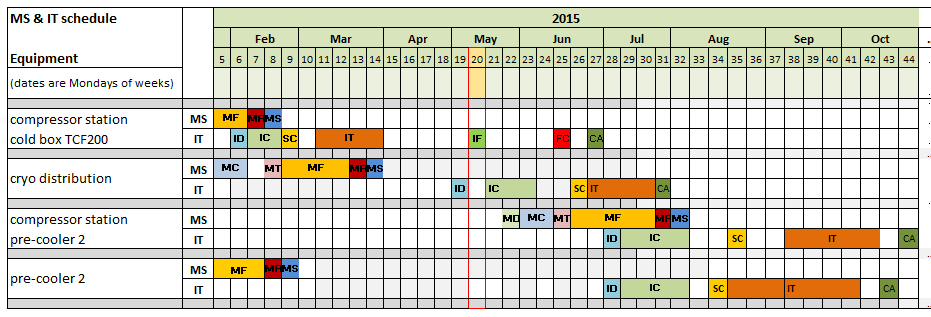 MS & IT schedule 2015
Feb Mar Apr May Jun Jul Aug Sep Oct
Equipment 5 6 7 8 9 10 11 12 13 14 15 16 17 18 19 20 21 22 23 24 25 26 27 28 29 30 31 32 33 34 35 36 37 38 39 40 41 42 43 44
(dates are Mondays of weeks)
compressor station MS MF MR MS
cold box TCF200 IT ID IC SC IT IF FC CA
cryo distribution MS MC MT MF MR MS
IT ID IC SC IT CA
compressor station MS MD MC MT MF MR MS
pre-cooler 2 IT ID IC SC IT CA
pre-cooler 2 MS MF MR MS
IT ID IC SC IT CA